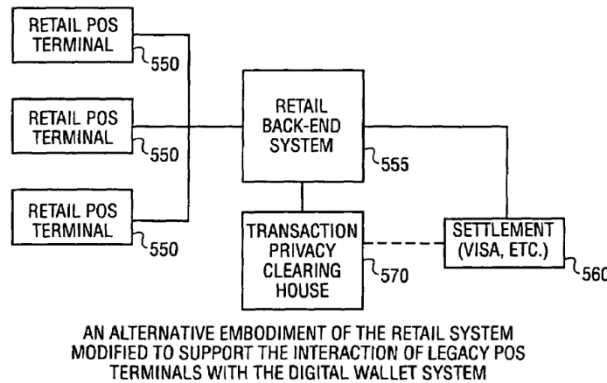 RETAIL POS
TERMINAL
550
RETAIL POS
TERMINAL
550
RETAIL POS
TERMINAL
550
RETAIL
BACK-END
SYSTEM
555
TRANSACTION
PRIVACY
CLEARING
HOUSE
570
SETTLEMENT
(VISA, ETC.)
560
AN ALTERNATIVE EMBODIMENT OF THE RETAIL SYSTEM
MODIFIED TO SUPPORT THE INTERACTION OF LEGACY POS
TERMINALS WITH THE DIGITAL WALLET SYSTEM